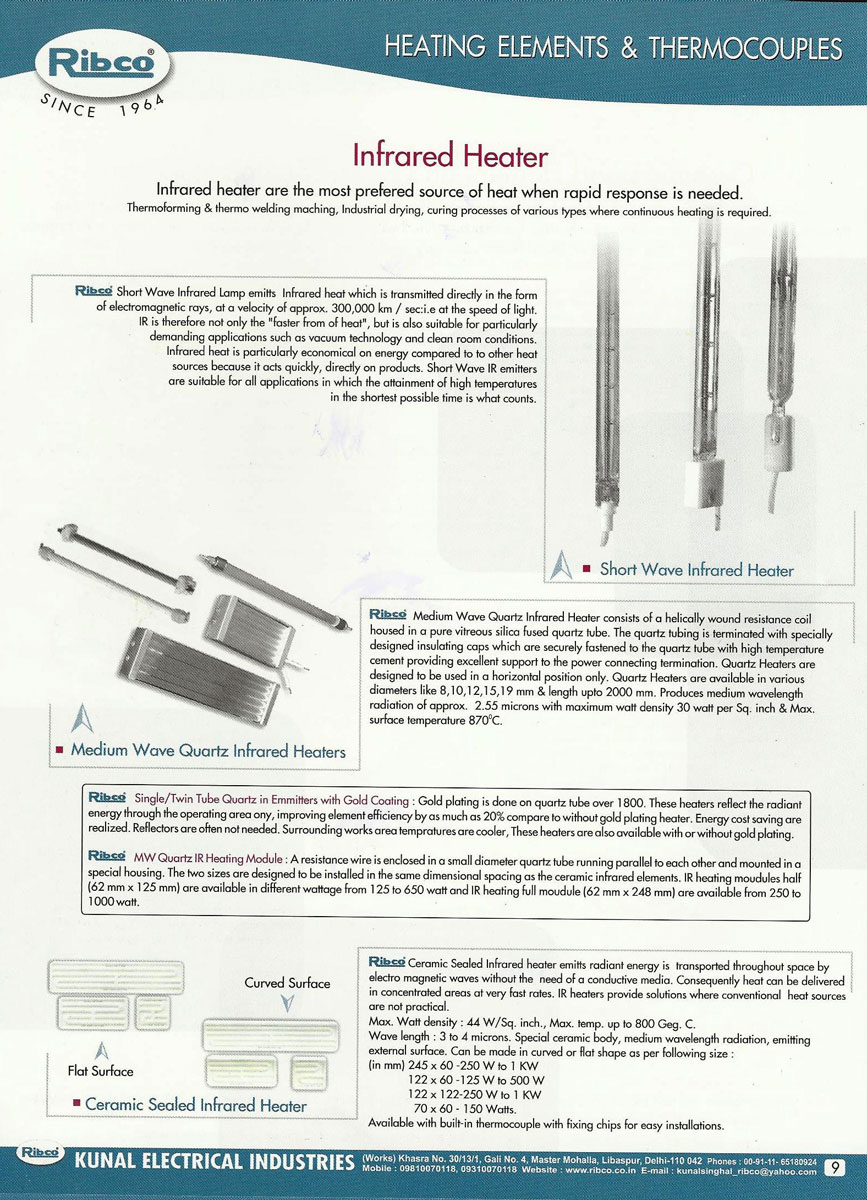 Ribco®
SINCE 1964
HEATING ELEMENTS & THERMOCOUPLES
Infrared Heater
Infrared heater are the most prefered source of heat when rapid response is needed.
Thermoforming & thermo welding maching, Industrial drying, curing processes of various types where continuous heating is required.
Ribco Short Wave Infrared Lamp emitts Infrared heat which is transmitted directly in the form
of electromagnetic rays, at a velocity of approx. 300,000 km / sec:i.e at the speed of light.
IR is therefore not only the "faster from of heat", but is also suitable for particularly
demanding applications such as vacuum technology and clean room conditions.
Infrared heat is particularly economical on energy compared to to other heat
sources because it acts quickly, directly on products. Short Wave IR emitters
are suitable for all applications in which the attainment of high temperatures
in the shortest possible time is what counts.
Short Wave Infrared Heater
Ribco Medium Wave Quartz Infrared Heater consists of a helically wound resistance coil
housed in a pure vitreous silica fused quartz tube. The quartz tubing is terminated with specially
designed insulating caps which are securely fastened to the quartz tube with high temperature
cement providing excellent support to the power connecting termination. Quartz Heaters are
designed to be used in a horizontal position only. Quartz Heaters are available in various
diameters like 8,10,12,15,19 mm & length upto 2000 mm. Produces medium wavelength
radiation of approx. 2.55 microns with maximum watt density 30 watt per Sq. inch & Max.
surface temperature 870°C.
Medium Wave Quartz Infrared Heaters
Ribco Single/Twin Tube Quartz in Emmitters with Gold Coating : Gold plating is done on quartz tube over 1800. These heaters reflect the radiant
energy through the operating area ony, improving element efficiency by as much as 20% compare to without gold plating heater. Energy cost saving are
realized. Reflectors are often not needed. Surrounding works area tempratures are cooler, These heaters are also available with or without gold plating.
Ribco MW Quartz IR Heating Module : A resistance wire is enclosed in a small diameter quartz tube running parallel to each other and mounted in a
special housing. The two sizes are designed to be installed in the same dimensional spacing as the ceramic infrared elements. IR heating moudules half
(62 mm x 125 mm) are available in different wattage from 125 to 650 watt and IR heating full moudule (62 mm x 248 mm) are available from 250 to
1000 watt.
Curved Surface
Flat Surface
Ceramic Sealed Infrared Heater
Ribco Ceramic Sealed Infrared heater emitts radiant energy is transported throughout space by
electro magnetic waves without the need of a conductive media. Consequently heat can be delivered
in concentrated areas at very fast rates. IR heaters provide solutions where conventional heat sources
are not practical.
Max. Watt density : 44 W/Sq. inch., Max. temp. up to 800 Geg. C.
Wave length : 3 to 4 microns. Special ceramic body, medium wavelength radiation, emitting
external surface. Can be made in curved or flat shape as per following size :
(in mm) 245 x 60 -250 W to 1 KW
122 x 60 -125 W to 500 W
122 x 122-250 W to 1 KW
70 x 60 - 150 Watts.
Available with built-in thermocouple with fixing chips for easy installations.
Ribco
KUNAL ELECTRICAL INDUSTRIES
(Works) Khasra No. 30/13/1, Gali No. 4, Master Mohalla, Libaspur, Delhi-110 042 Phones : 00-91-11- 65180924
Mobile : 09810070118, 09310070118 Website : www.ribco.co.in E-mail : kunalsinghal_ribco@yahoo.com
9